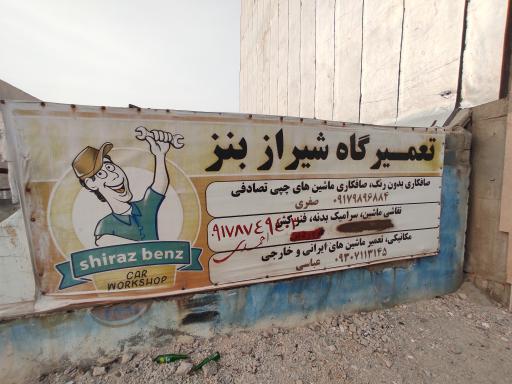 تعمیرگاه شیراز بنز
صافکاری بدون رنگ، صافکاری ماشین های چپی تصادفی
۰۹۱۷۹۸۹۶۸۸۴ صفری
نقاشی ماشین، سرامیک بدنه، فنرکشی
مکانیکی، تعمیر ماشین های ایرانی و خارجی
۰۹۳۰۷۱۱۳۱۴۵ عباسی
shiraz benz
CAR
WORKSHOP